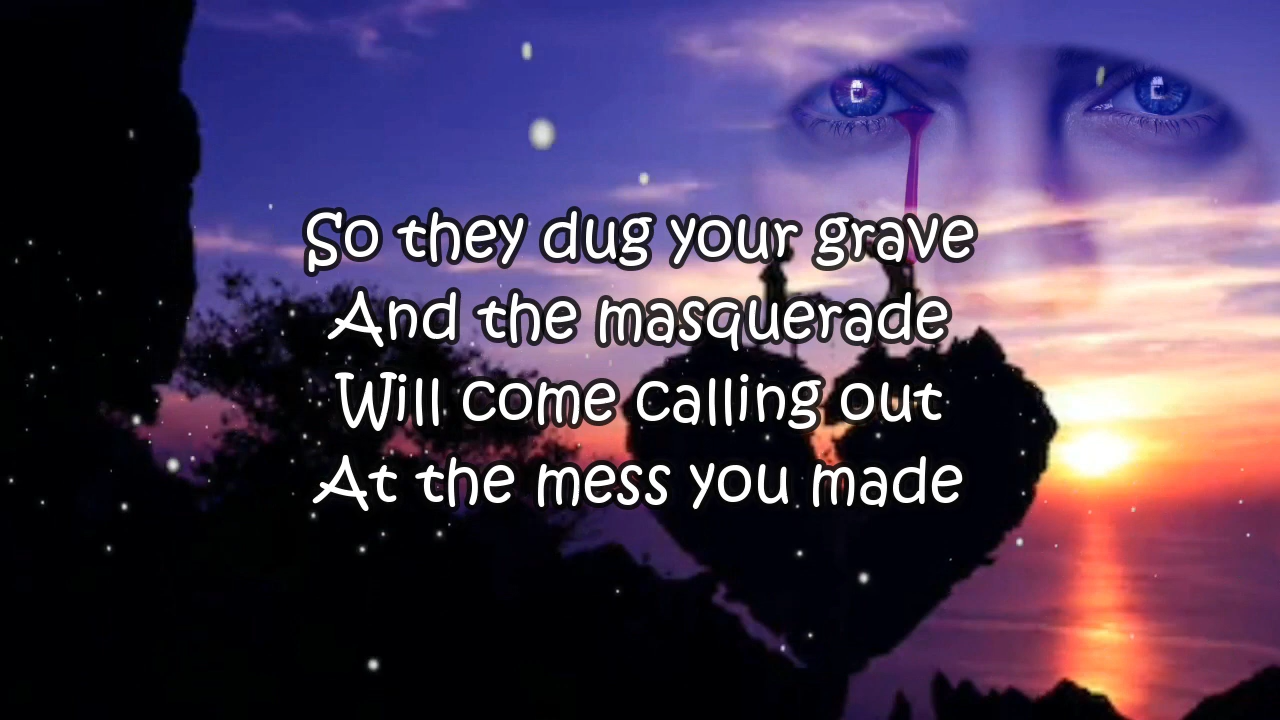 So they dug your grave
And the masquerade
Will come calling out
At the mess you made